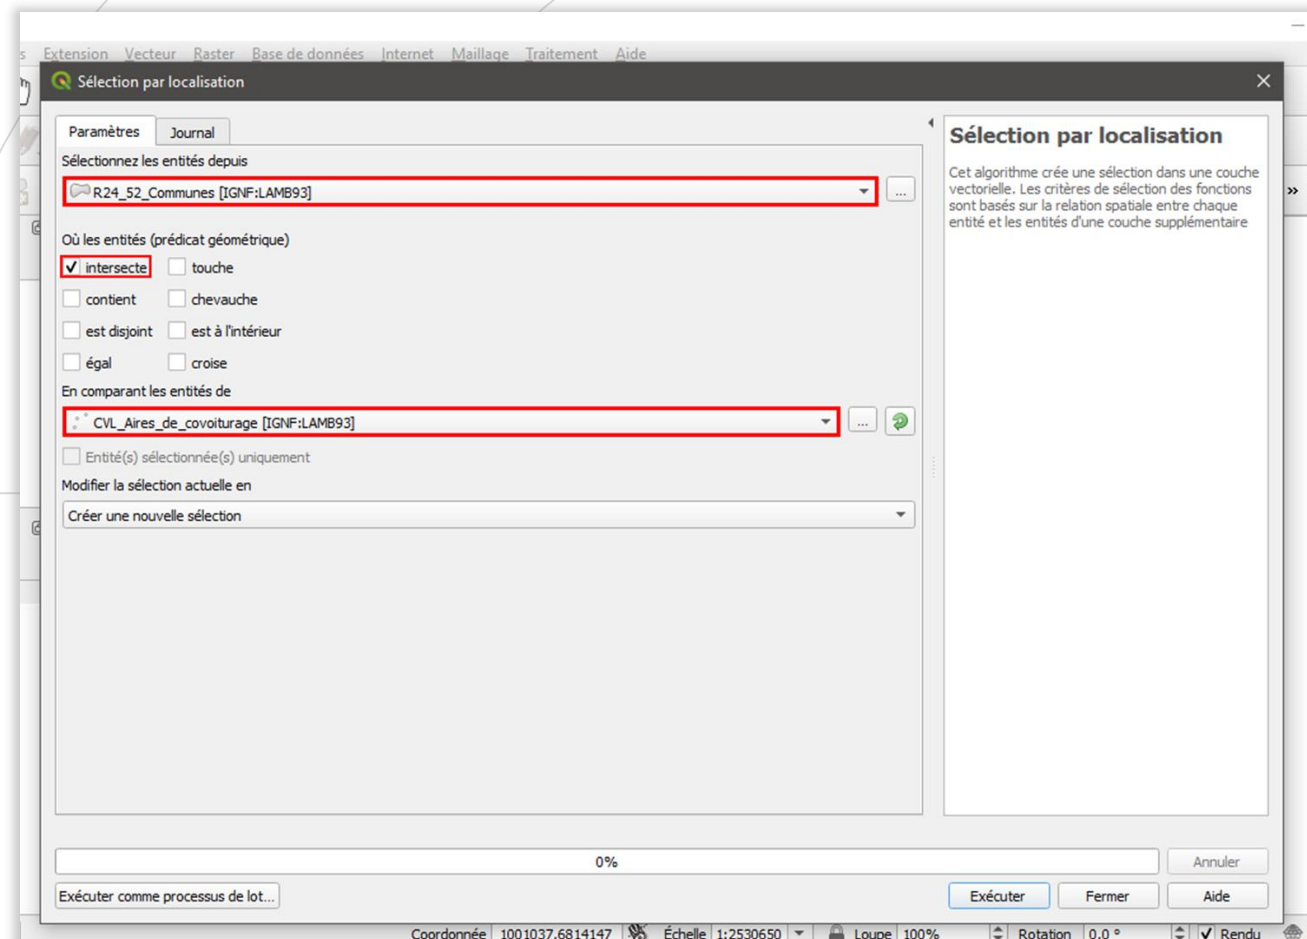 s Extension Vecteur Raster Base de données Internet Maillage Traitement Aide
Sélection par localisation
Paramètres Journal
Sélectionnez les entités depuis
R24_52_Communes [IGNF:LAMB93]
...
Où les entités (prédicat géométrique)
intersecte touche
contient chevauche
est disjoint est à l'intérieur
égal croise
En comparant les entités de
CVL_Aires_de_covoiturage [IGNF:LAMB93]
...
Entité(s) sélectionnée(s) uniquement
Modifier la sélection actuelle en
Créer une nouvelle sélection
Sélection par localisation
Cet algorithme crée une sélection dans une couche
vectorielle. Les critères de sélection des fonctions
sont basés sur la relation spatiale entre chaque
entité et les entités d'une couche supplémentaire
»
0%
Annuler
Exécuter comme processus de lot...
Exécuter Fermer Aide
Coordonnée 1001037,6814147 Échelle 1:2530650 Loupe 100% Rotation 0,0 ° Rendu